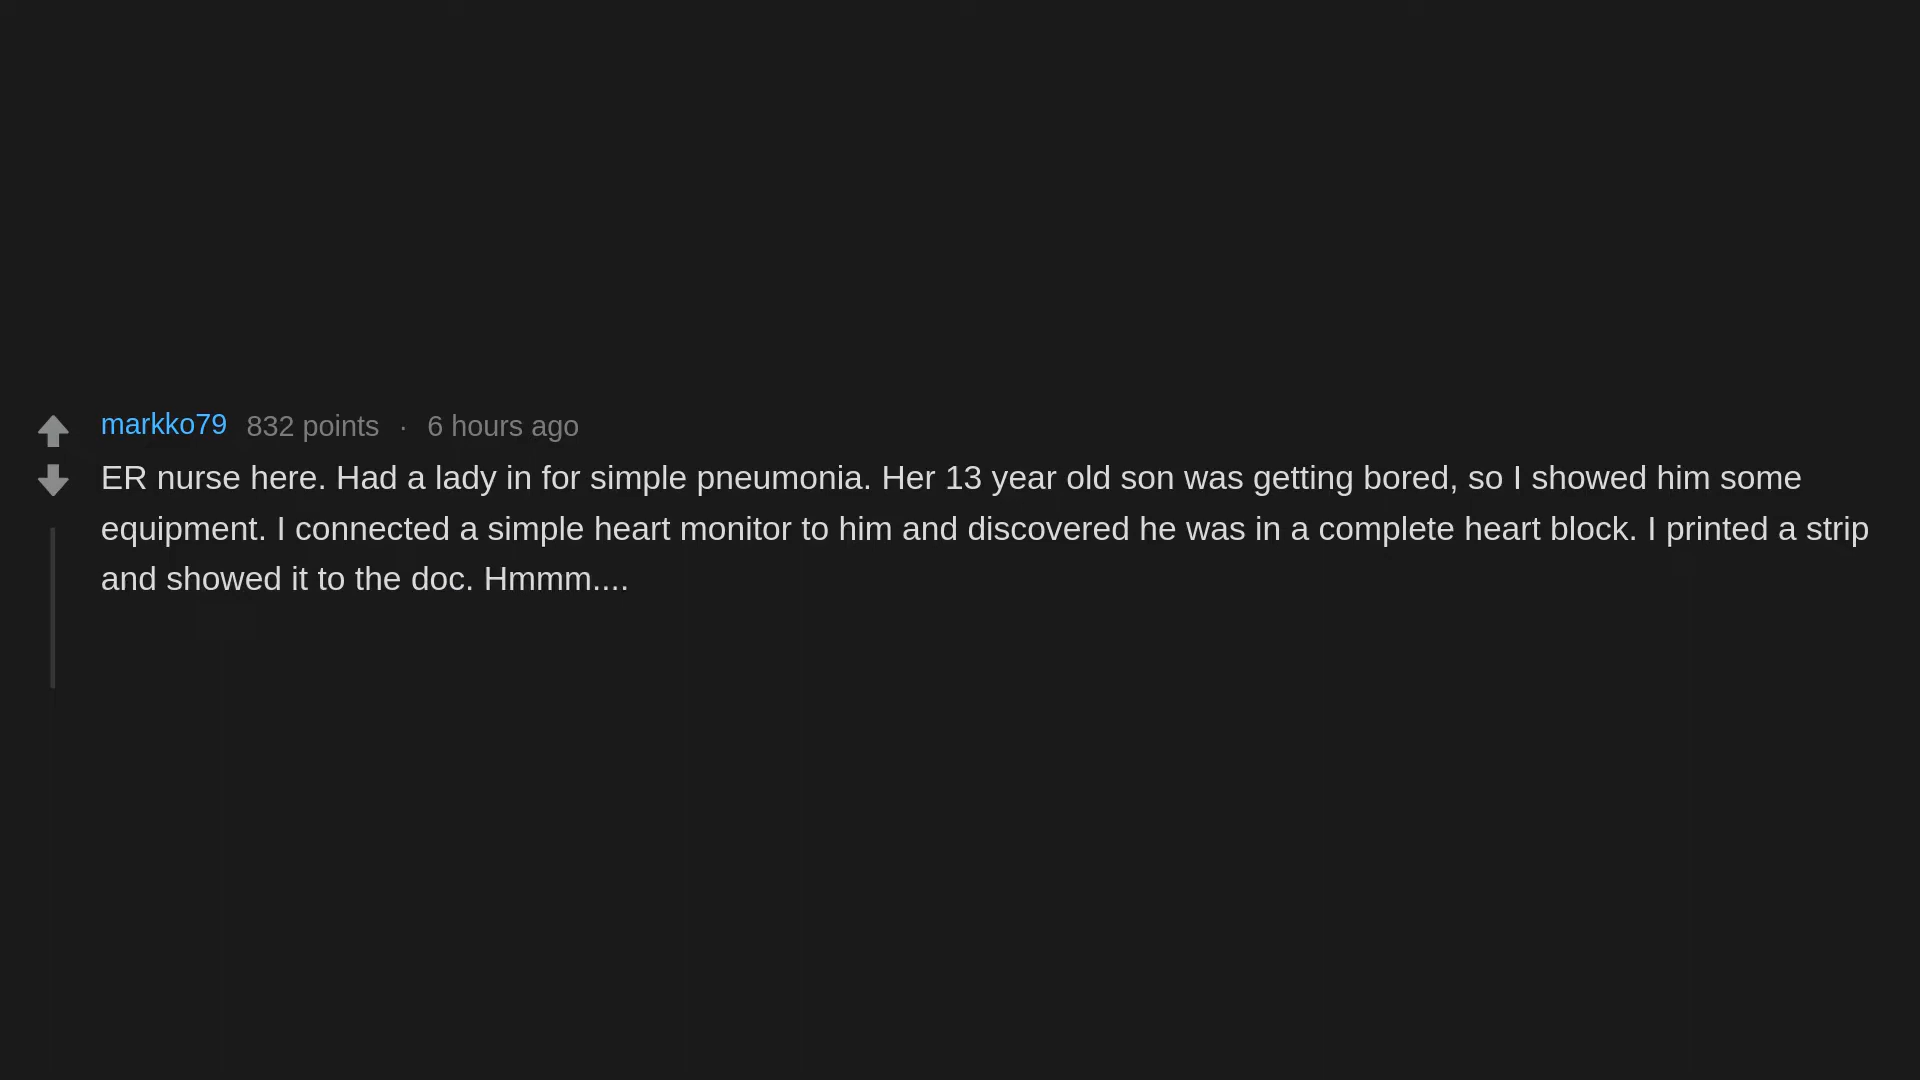 markko79 832 points · 6 hours ago
ER nurse here. Had a lady in for simple pneumonia. Her 13 year old son was getting bored, so I showed him some
equipment. I connected a simple heart monitor to him and discovered he was in a complete heart block. I printed a strip
and showed it to the doc. Hmmm....